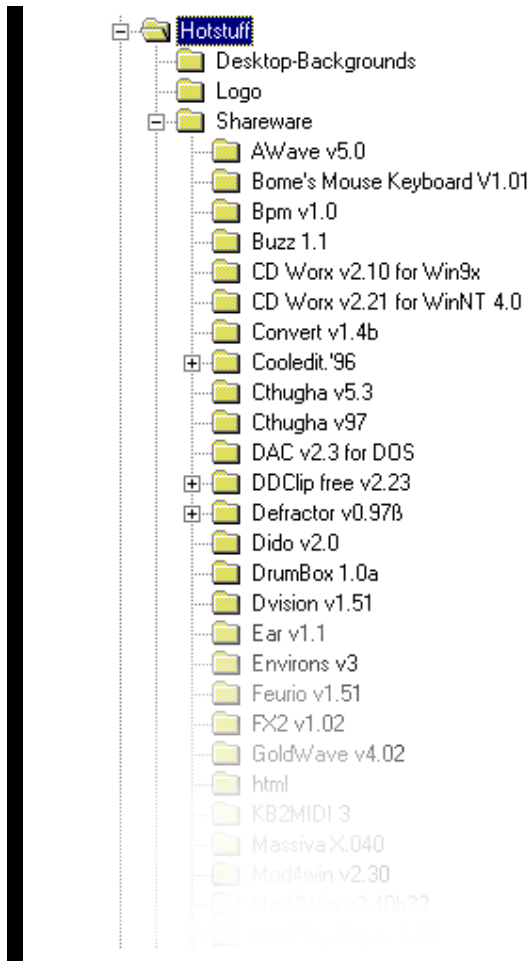 Hotstuff
Desktop-Backgrounds
Logo
Shareware
AWave v5.0
Bome's Mouse Keyboard V1.01
Bpm v1.0
Buzz 1.1
CD Worx v2.10 for Win9x
CD Worx v2.21 for WinNT 4.0
Convert v1.4b
Cooledit.'96
Cthugha v5.3
Cthugha v97
DAC v2.3 for DOS
DDClip free v2.23
Defractor v0.97ß
Dido v2.0
DrumBox 1.0a
Dvision v1.51
Ear v1.1
Environs v3
Feurio v1.51
FX2 v1.02
GoldWave v4.02
html
KB2MIDI 3
Massiva X.040
Mod4win v2.30
Mod4Win v2.40b32